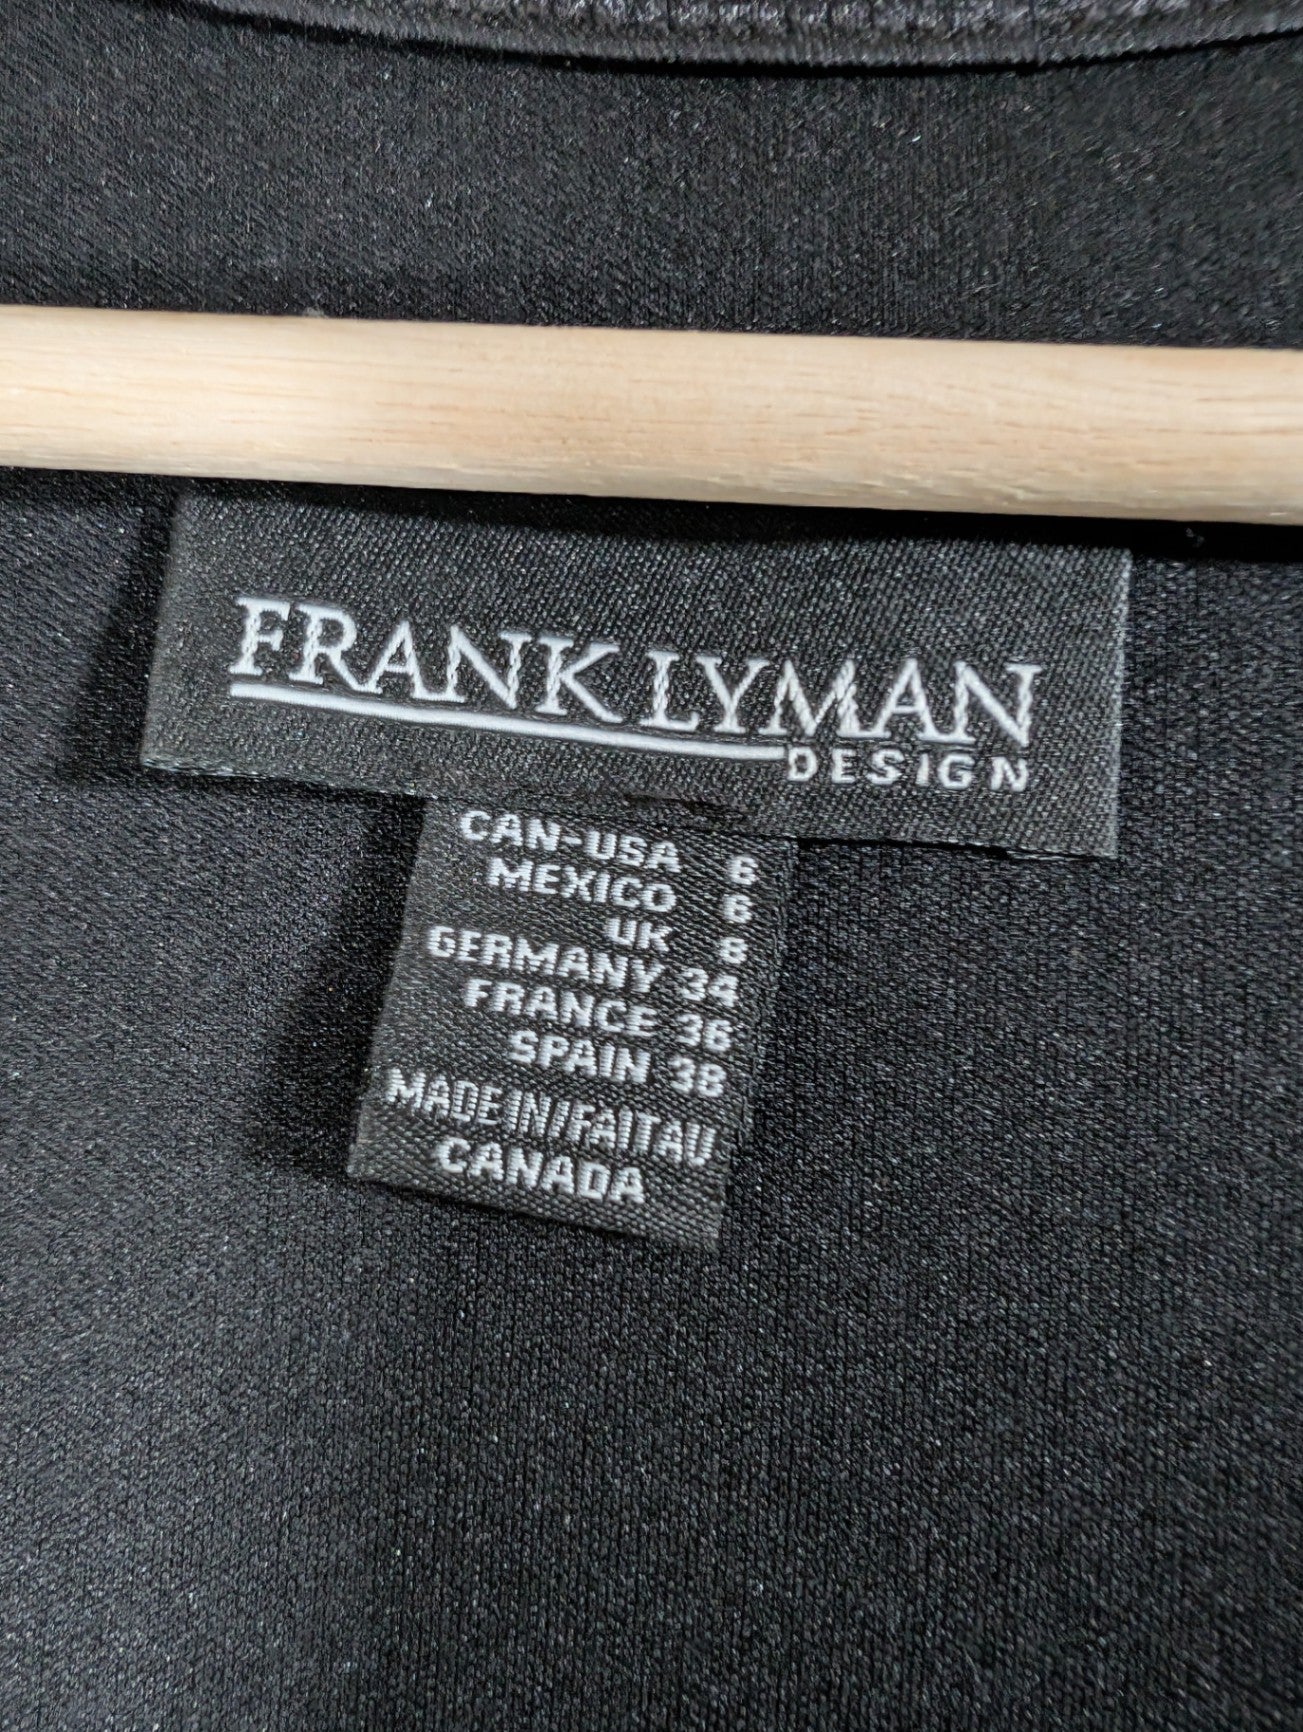 FRANK LYMAN
DESIGN
CAN-USA 6
MEXICO 6
UK 8
GERMANY 34
FRANCE 36
SPAIN 38
MADE IN/FAIT AU
CANADA